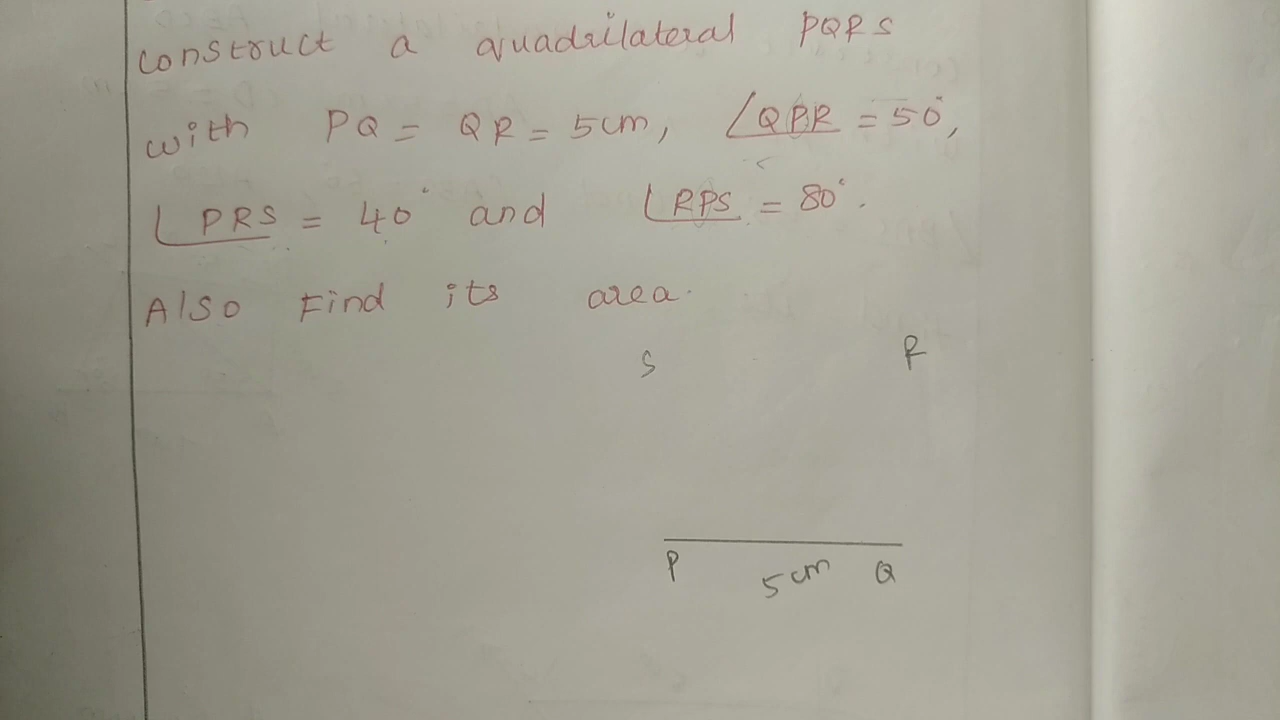 construct a quadrilateral PQRS
with PQ = QR = 5cm, ∠QPR = 50°,
∠PRS = 40° and ∠RPS = 80°.
Also Find its area.
S R
P 5cm Q